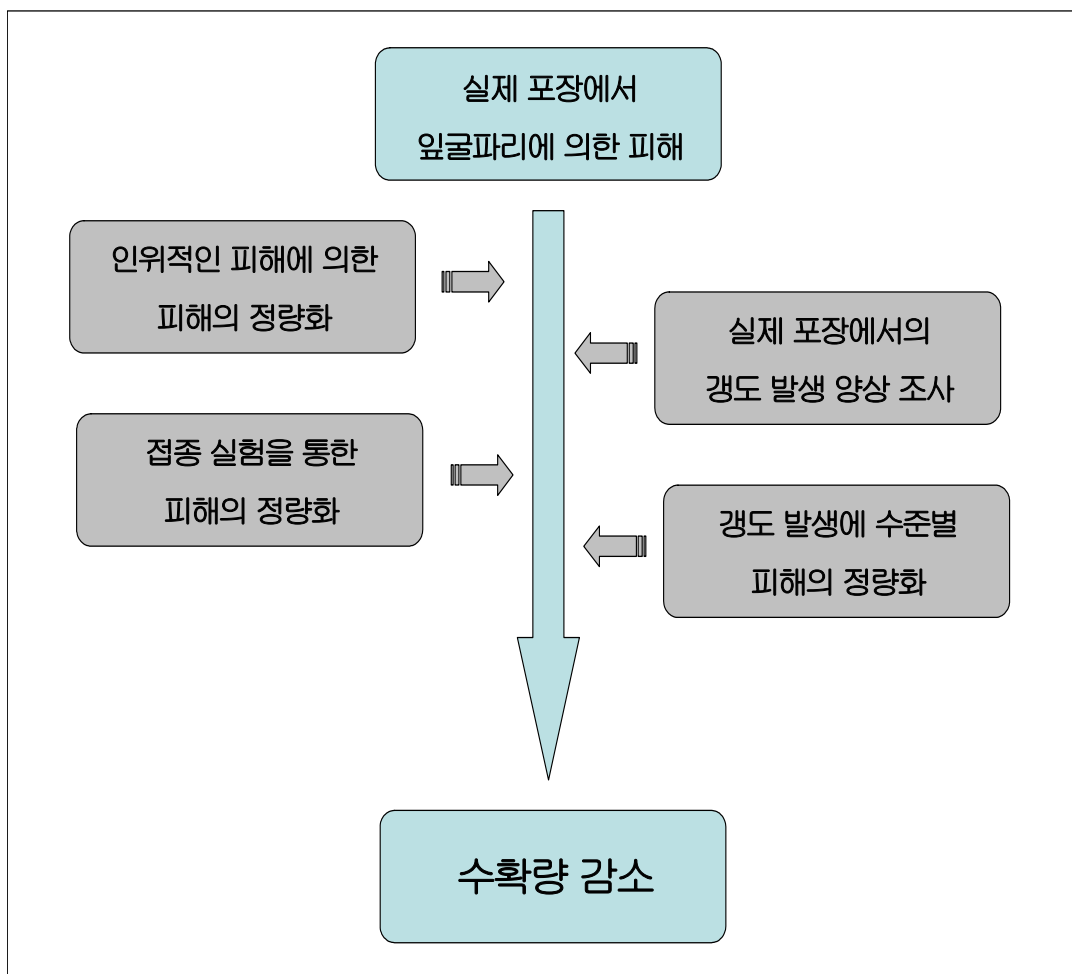 실제 포장에서
잎굴파리에 의한 피해
인위적인 피해에 의한
피해의 정량화
실제 포장에서의
갱도 발생 양상 조사
접종 실험을 통한
피해의 정량화
갱도 발생에 수준별
피해의 정량화
수확량 감소